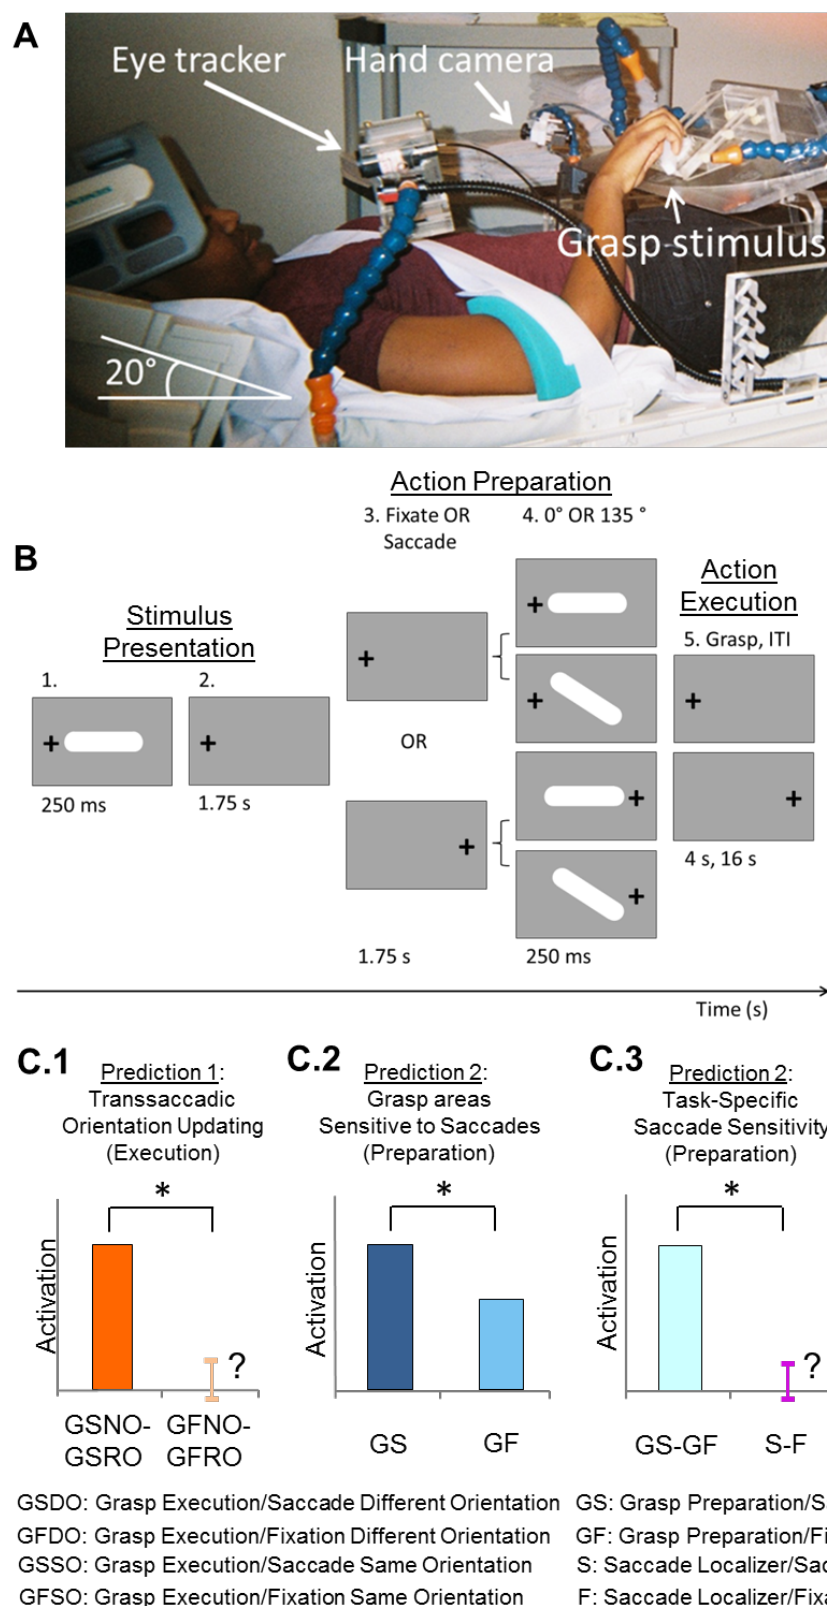 A
Eye tracker
Hand camera
Grasp stimulus
20°
Action Preparation
3. Fixate OR
Saccade
4. 0° OR 135 °
B
Action
Execution
Stimulus
Presentation
5. Grasp, ITI
1.
2.
OR
250 ms
1.75 s
4 s, 16 s
1.75 s
250 ms
Time (s)
C.1
Prediction 1:
Transsaccadic
Orientation Updating
(Execution)
*
Activation
?
GSNO-
GSRO
GFNO-
GFRO
C.2
Prediction 2:
Grasp areas
Sensitive to Saccades
(Preparation)
*
Activation
GS
GF
C.3
Prediction 2:
Task-Specific
Saccade Sensitivity
(Preparation)
*
Activation
?
GS-GF
S-F
GSDO: Grasp Execution/Saccade Different Orientation
GFDO: Grasp Execution/Fixation Different Orientation
GSSO: Grasp Execution/Saccade Same Orientation
GFSO: Grasp Execution/Fixation Same Orientation
GS: Grasp Preparation/S
GF: Grasp Preparation/Fi
S: Saccade Localizer/Sac
F: Saccade Localizer/Fixa